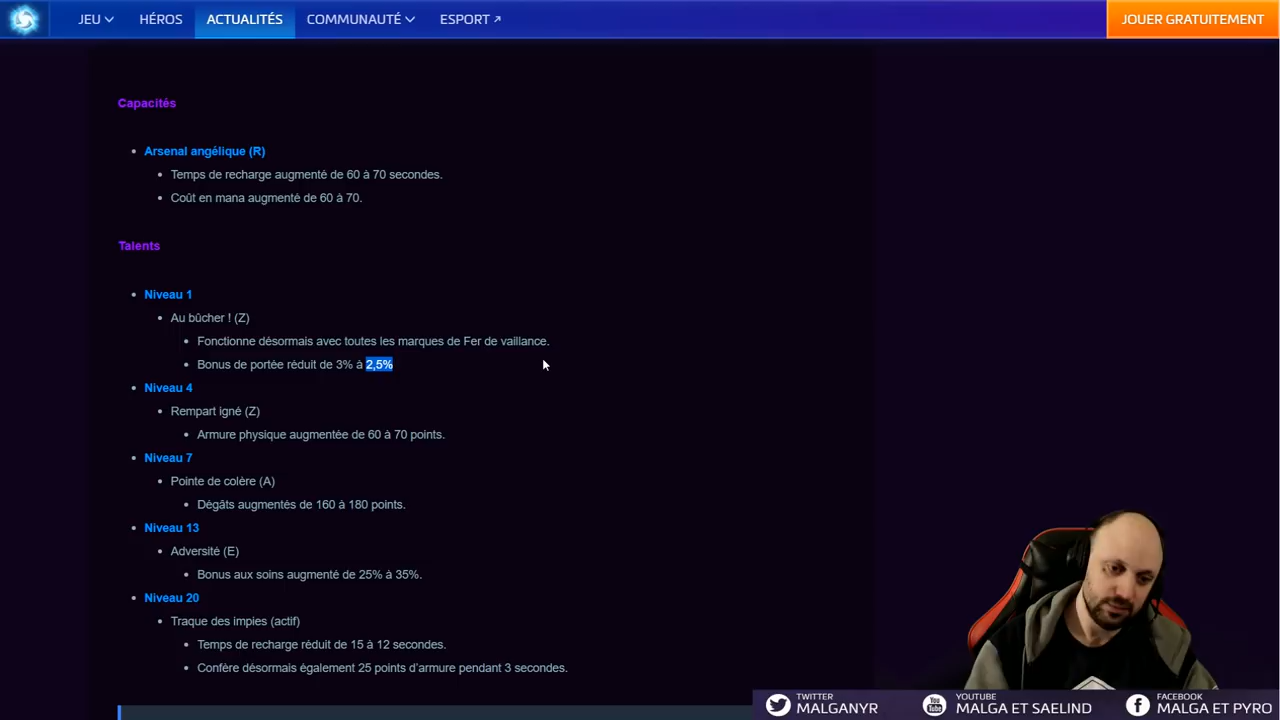 JEU
HÉROS
ACTUALITÉS
COMMUNAUTÉ
ESPORT
JOUER GRATUITEMENT
Capacités
Arsenal angélique (R)
Temps de recharge augmenté de 60 à 70 secondes.
Coût en mana augmenté de 60 à 70.
Talents
Niveau 1
Au bûcher ! (Z)
Fonctionne désormais avec toutes les marques de Fer de vaillance.
Bonus de portée réduit de 3% à 2,5%
Niveau 4
Rempart igné (Z)
Armure physique augmentée de 60 à 70 points.
Niveau 7
Pointe de colère (A)
Dégâts augmentés de 160 à 180 points.
Niveau 13
Adversité (E)
Bonus aux soins augmenté de 25% à 35%.
Niveau 20
Traque des impies (actif)
Temps de recharge réduit de 15 à 12 secondes.
Confère désormais également 25 points d’armure pendant 3 secondes.
TWITTER
MALGANYR
YOUTUBE
MALGA ET SAELIND
FACEBOOK
MALGA ET PYRO